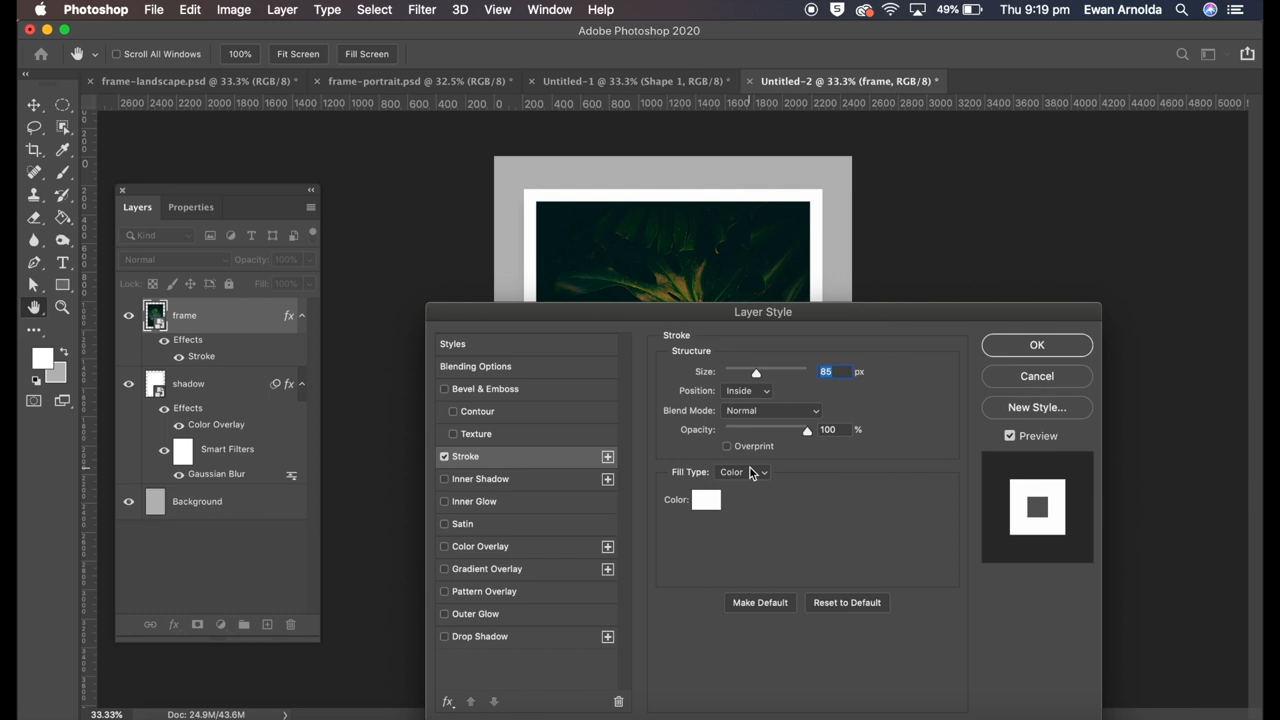 Photoshop File Edit Image Layer Type Select Filter 3D View Window Help 49% Thu 9:19 pm Ewan Arnolda
Adobe Photoshop 2020
Scroll All Windows 100% Fit Screen Fill Screen
frame-landscape.psd @ 33.3% (RGB/8) * frame-portrait.psd @ 32.5% (RGB/8) * Untitled-1 @ 33.3% (Shape 1, RGB/8) * Untitled-2 @ 33.3% (frame, RGB/8) *
2600 2400 2200 2000 1800 1600 1400 1200 1000 800 600 400 200 0 200 400 600 800 1000 1200 1400 1600 1800 2000 2200 2400 2600 2800 3000 3200 3400 3600 3800 4000 4200 4400 4600 4800 5000
Layers Properties
Kind
Normal Opacity: 100%
Lock: Fill: 100%
frame fx
Effects
Stroke
shadow fx
Effects
Color Overlay
Smart Filters
Gaussian Blur
Background
fx
Layer Style
Styles
Blending Options
Bevel & Emboss
Contour
Texture
Stroke
Inner Shadow
Inner Glow
Satin
Color Overlay
Gradient Overlay
Pattern Overlay
Outer Glow
Drop Shadow
fx
Stroke
Structure
Size: 85 px
Position: Inside
Blend Mode: Normal
Opacity: 100 %
Overprint
Fill Type: Color
Color:
Make Default Reset to Default
OK
Cancel
New Style...
Preview
33.33% Doc: 24.9M/43.6M